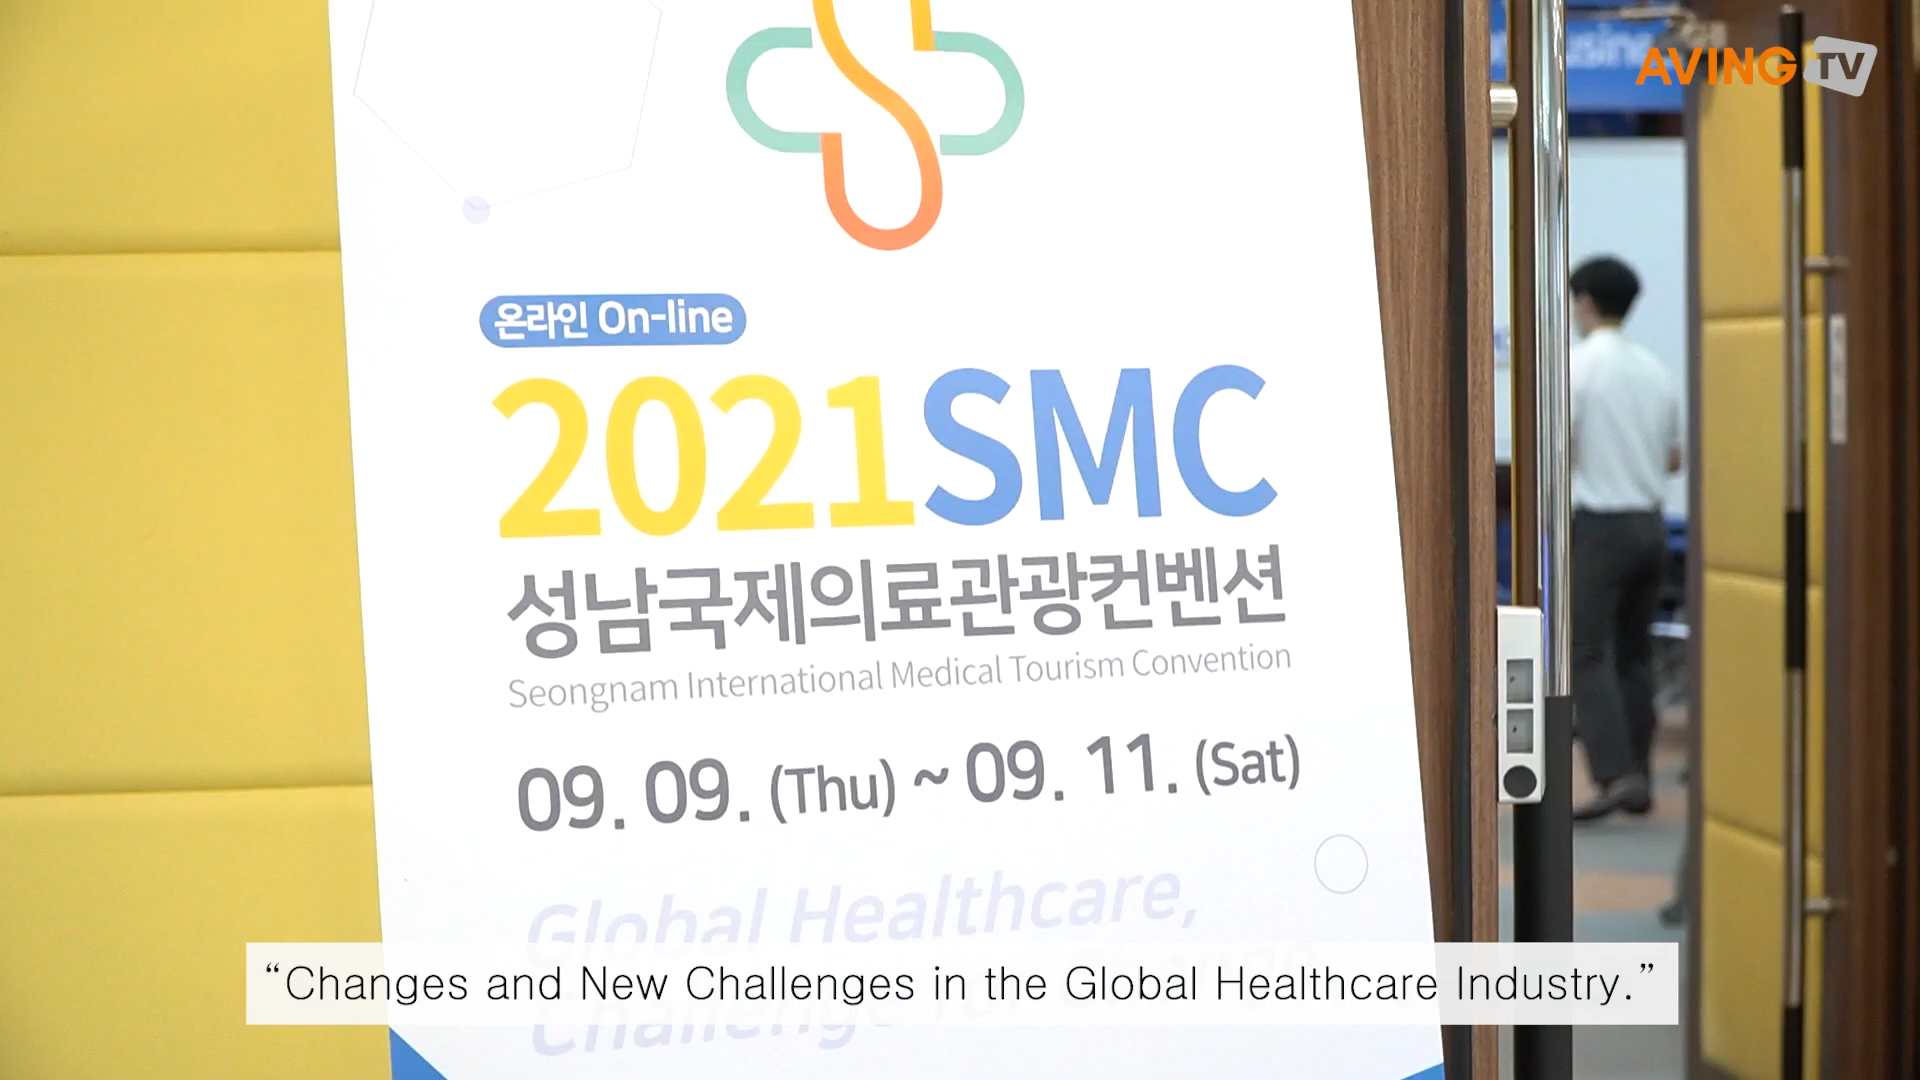 AVING TV
온라인 On-line
2021SMC
성남국제의료관광컨벤션
Seongnam International Medical Tourism Convention
09. 09. (Thu) ~ 09. 11. (Sat)
Global Healthcare,
“Changes and New Challenges in the Global Healthcare Industry.”